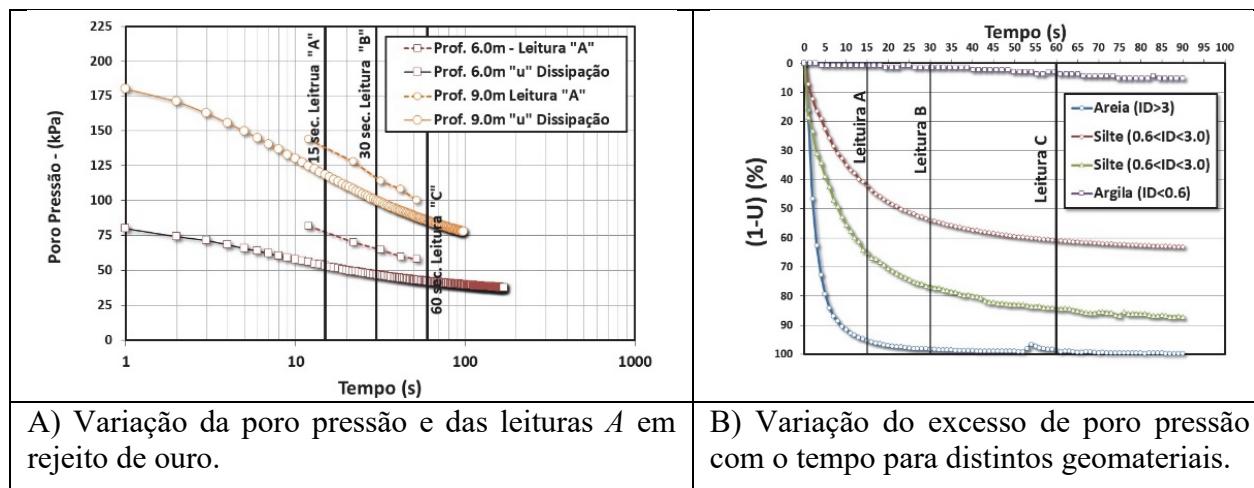 225
200
175
150
125
100
75
50
25
0
Poro Pressão - (kPa)
1
10
100
1000
Tempo (s)
15 sec. Leitrua "A"
30 sec. Leitura "B"
60 sec. Leitura "C"
Prof. 6.0m - Leitura "A"
Prof. 6.0m "u" Dissipação
Prof. 9.0m Leitura "A"
Prof. 9.0m "u" Dissipação
A) Variação da poro pressão e das leituras A em
rejeito de ouro.
Tempo (s)
0 5 10 15 20 25 30 35 40 45 50 55 60 65 70 75 80 85 90 95 100
0
10
20
30
40
50
60
70
80
90
100
(1-U) (%)
Leituira A
Leitura B
Leitura C
Areia (ID>3)
Silte (0.6<ID<3.0)
Silte (0.6<ID<3.0)
Argila (ID<0.6)
B) Variação do excesso de poro pressão
com o tempo para distintos geomateriais.